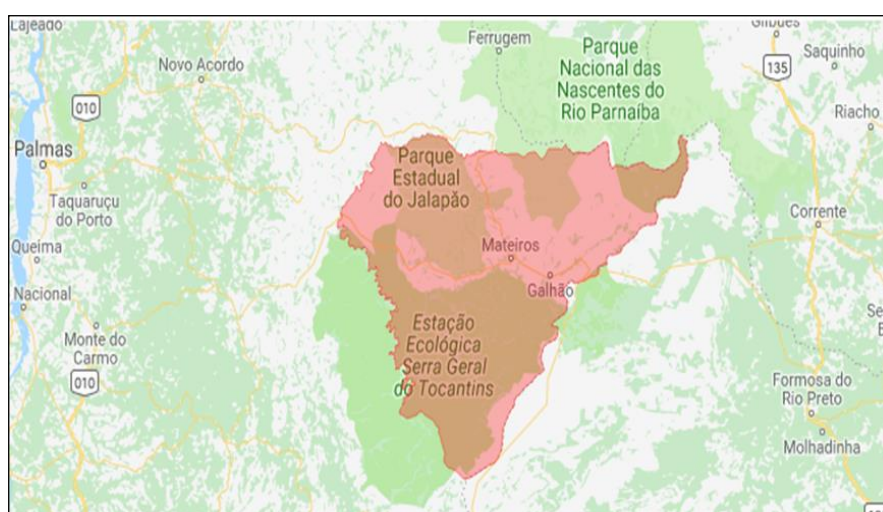 Lajeado
Ferrugem
Gilbués
Parque
Nacional das
Nascentes do
Rio Parnaíba
Saquinho
135
Novo Acordo
010
Riacho
Palmas
Parque
Estadual
do Jalapão
Taquaruçu
do Porto
Corrente
Queima
Mateiros
Galhão
Nacional
Estação
Ecológica
Serra Geral
do Tocantins
Monte do
Carmo
010
Formosa do
Rio Preto
Molhadinha